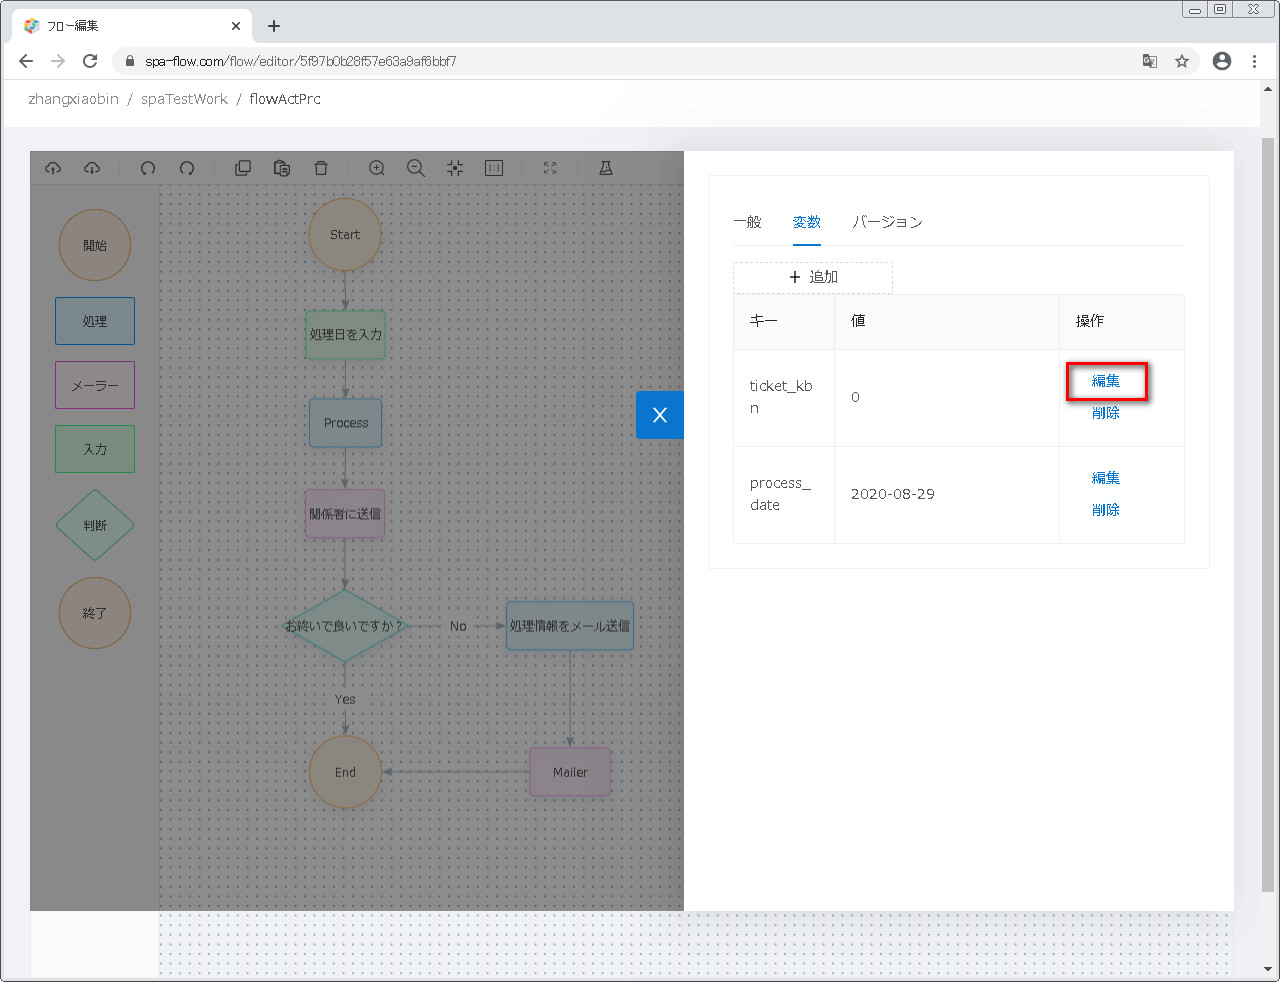 フロー編集
spa-flow.com/flow/editor/5f97b0b28f57e63a9af6bbf7
zhangxiaobin / spaTestWork / flowActPrc
開始
処理
メーラー
入力
判断
終了
Start
処理日を入力
Process
関係者に送信
お終いで良いですか？
No
処理情報をメール送信
Yes
End
Mailer
一般 変数 バージョン
+ 追加
キー 値 操作
ticket_kb
n
0
編集
削除
process_
date
2020-08-29
編集
削除